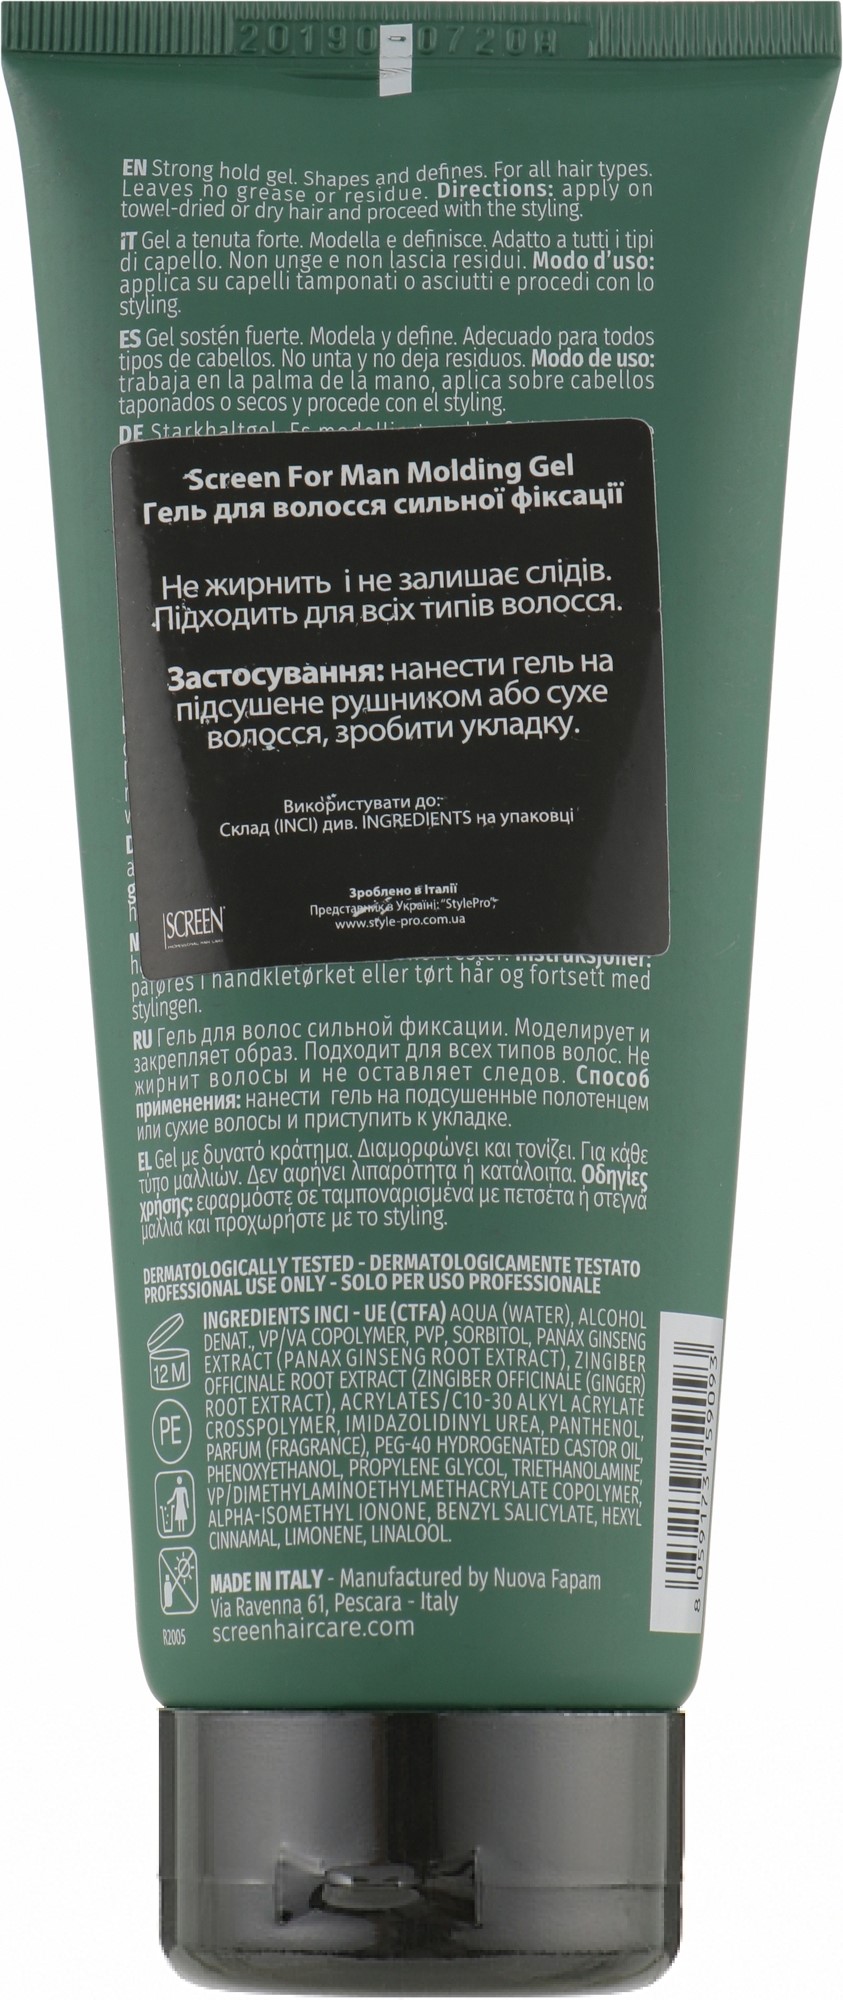 EN Strong hold gel. Shapes and defines. For all hair types.
Leaves no grease or residue. Directions: apply on
towel-dried or dry hair and proceed with the styling.
IT Gel a tenuta forte. Modella e definisce. Adatto a tutti i tipi
di capello. Non unge e non lascia residui. Modo d'uso:
applica su capelli tamponati o asciutti e procedi con lo
styling.
ES Gel sostén fuerte. Modela y define. Adecuado para todos
tipos de cabellos. No unta y no deja residuos. Modo de uso:
trabaja en la palma de la mano, aplica sobre cabellos
taponados o secos y procede con el styling.
DE Starkhaltgel. Es
Screen For Man Molding Gel
Гель для волосся сильної фіксації
Не жирнить і не залишає слідів.
Підходить для всіх типів волосся.
Застосування: нанести гель на
підсушене рушником або сухе
волосся, зробити укладку.
Використувати до:
Склад (INCI) див. INGREDIENTS на упаковці
Зроблено в Італії
Представник в Україні: "StylePro",
www.style-pro.com.ua
SCREEN
Instruksjoner:
påføres i håndkletørket eller tørt hår og fortsett med
stylingen.
RU Гель для волос сильной фиксации. Моделирует и
закрепляет образ. Подходит для всех типов волос. Не
жирнит волосы и не оставляет следов. Способ
применения: нанести гель на подсушенные полотенцем
или сухие волосы и приступить к укладке.
EL Gel με δυνατό κράτημα. Διαμορφώνει και τονίζει. Για κάθε
τύπο μαλλιών. Δεν αφήνει λιπαρότητα ή κατάλοιπα. Οδηγίες
χρήσης: εφαρμόστε σε ταμποναρισμένα με πετσέτα ή στεγνά
μαλλιά και προχωρήστε με το styling.
DERMATOLOGICALLY TESTED - DERMATOLOGICAMENTE TESTATO
PROFESSIONAL USE ONLY - SOLO PER USO PROFESSIONALE
INGREDIENTS INCI - UE (CTFA) AQUA (WATER), ALCOHOL
DENAT., VP/VA COPOLYMER, PVP, SORBITOL, PANAX GINSENG
EXTRACT (PANAX GINSENG ROOT EXTRACT), ZINGIBER
OFFICINALE ROOT EXTRACT (ZINGIBER OFFICINALE (GINGER)
ROOT EXTRACT), ACRYLATES/C10-30 ALKYL ACRYLATE
CROSSPOLYMER, IMIDAZOLIDINYL UREA, PANTHENOL,
PARFUM (FRAGRANCE), PEG-40 HYDROGENATED CASTOR OIL,
PHENOXYETHANOL, PROPYLENE GLYCOL, TRIETHANOLAMINE,
VP/DIMETHYLAMINOETHYLMETHACRYLATE COPOLYMER,
ALPHA-ISOMETHYL IONONE, BENZYL SALICYLATE, HEXYL
CINNAMAL, LIMONENE, LINALOOL.
12 M
PE
MADE IN ITALY - Manufactured by Nuova Fapam
Via Ravenna 61, Pescara - Italy
R2005
screenhaircare.com
8 059173 159093